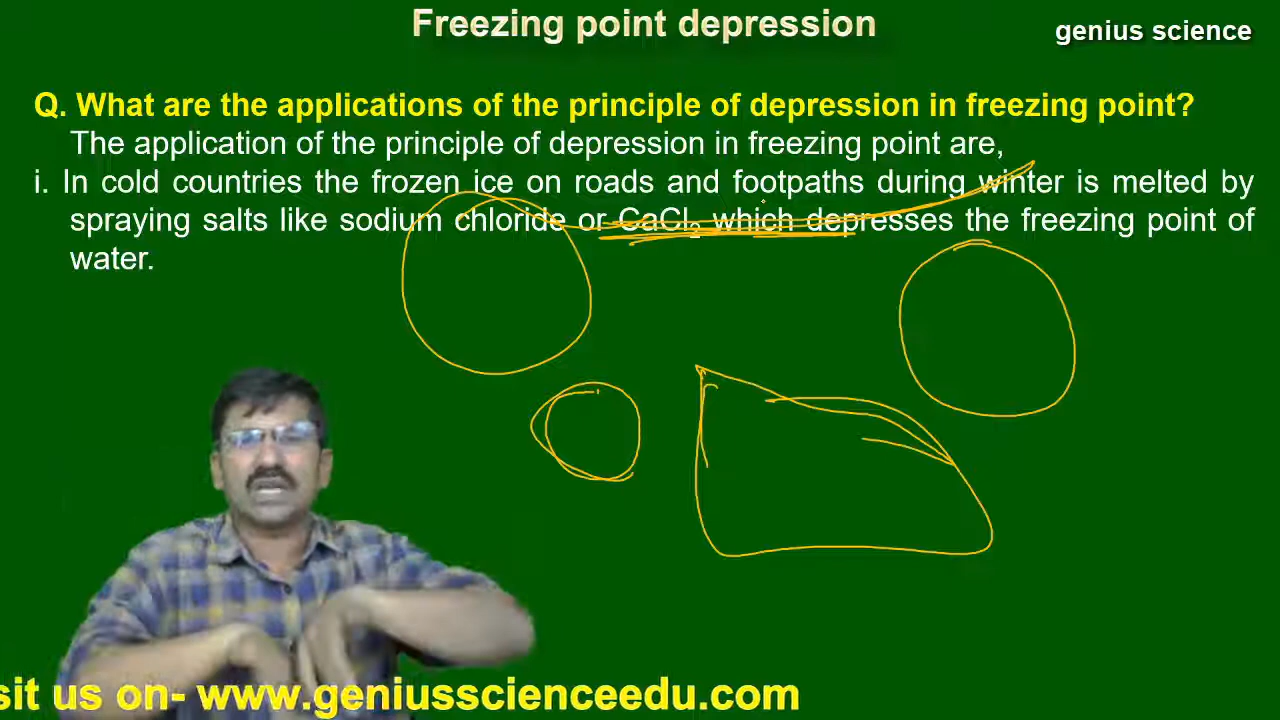 Freezing point depression
genius science
Q. What are the applications of the principle of depression in freezing point?
The application of the principle of depression in freezing point are,
i. In cold countries the frozen ice on roads and footpaths during winter is melted by
spraying salts like sodium chloride or CaCl₂ which depresses the freezing point of
water.
sit us on- www.geniusscienceedu.com